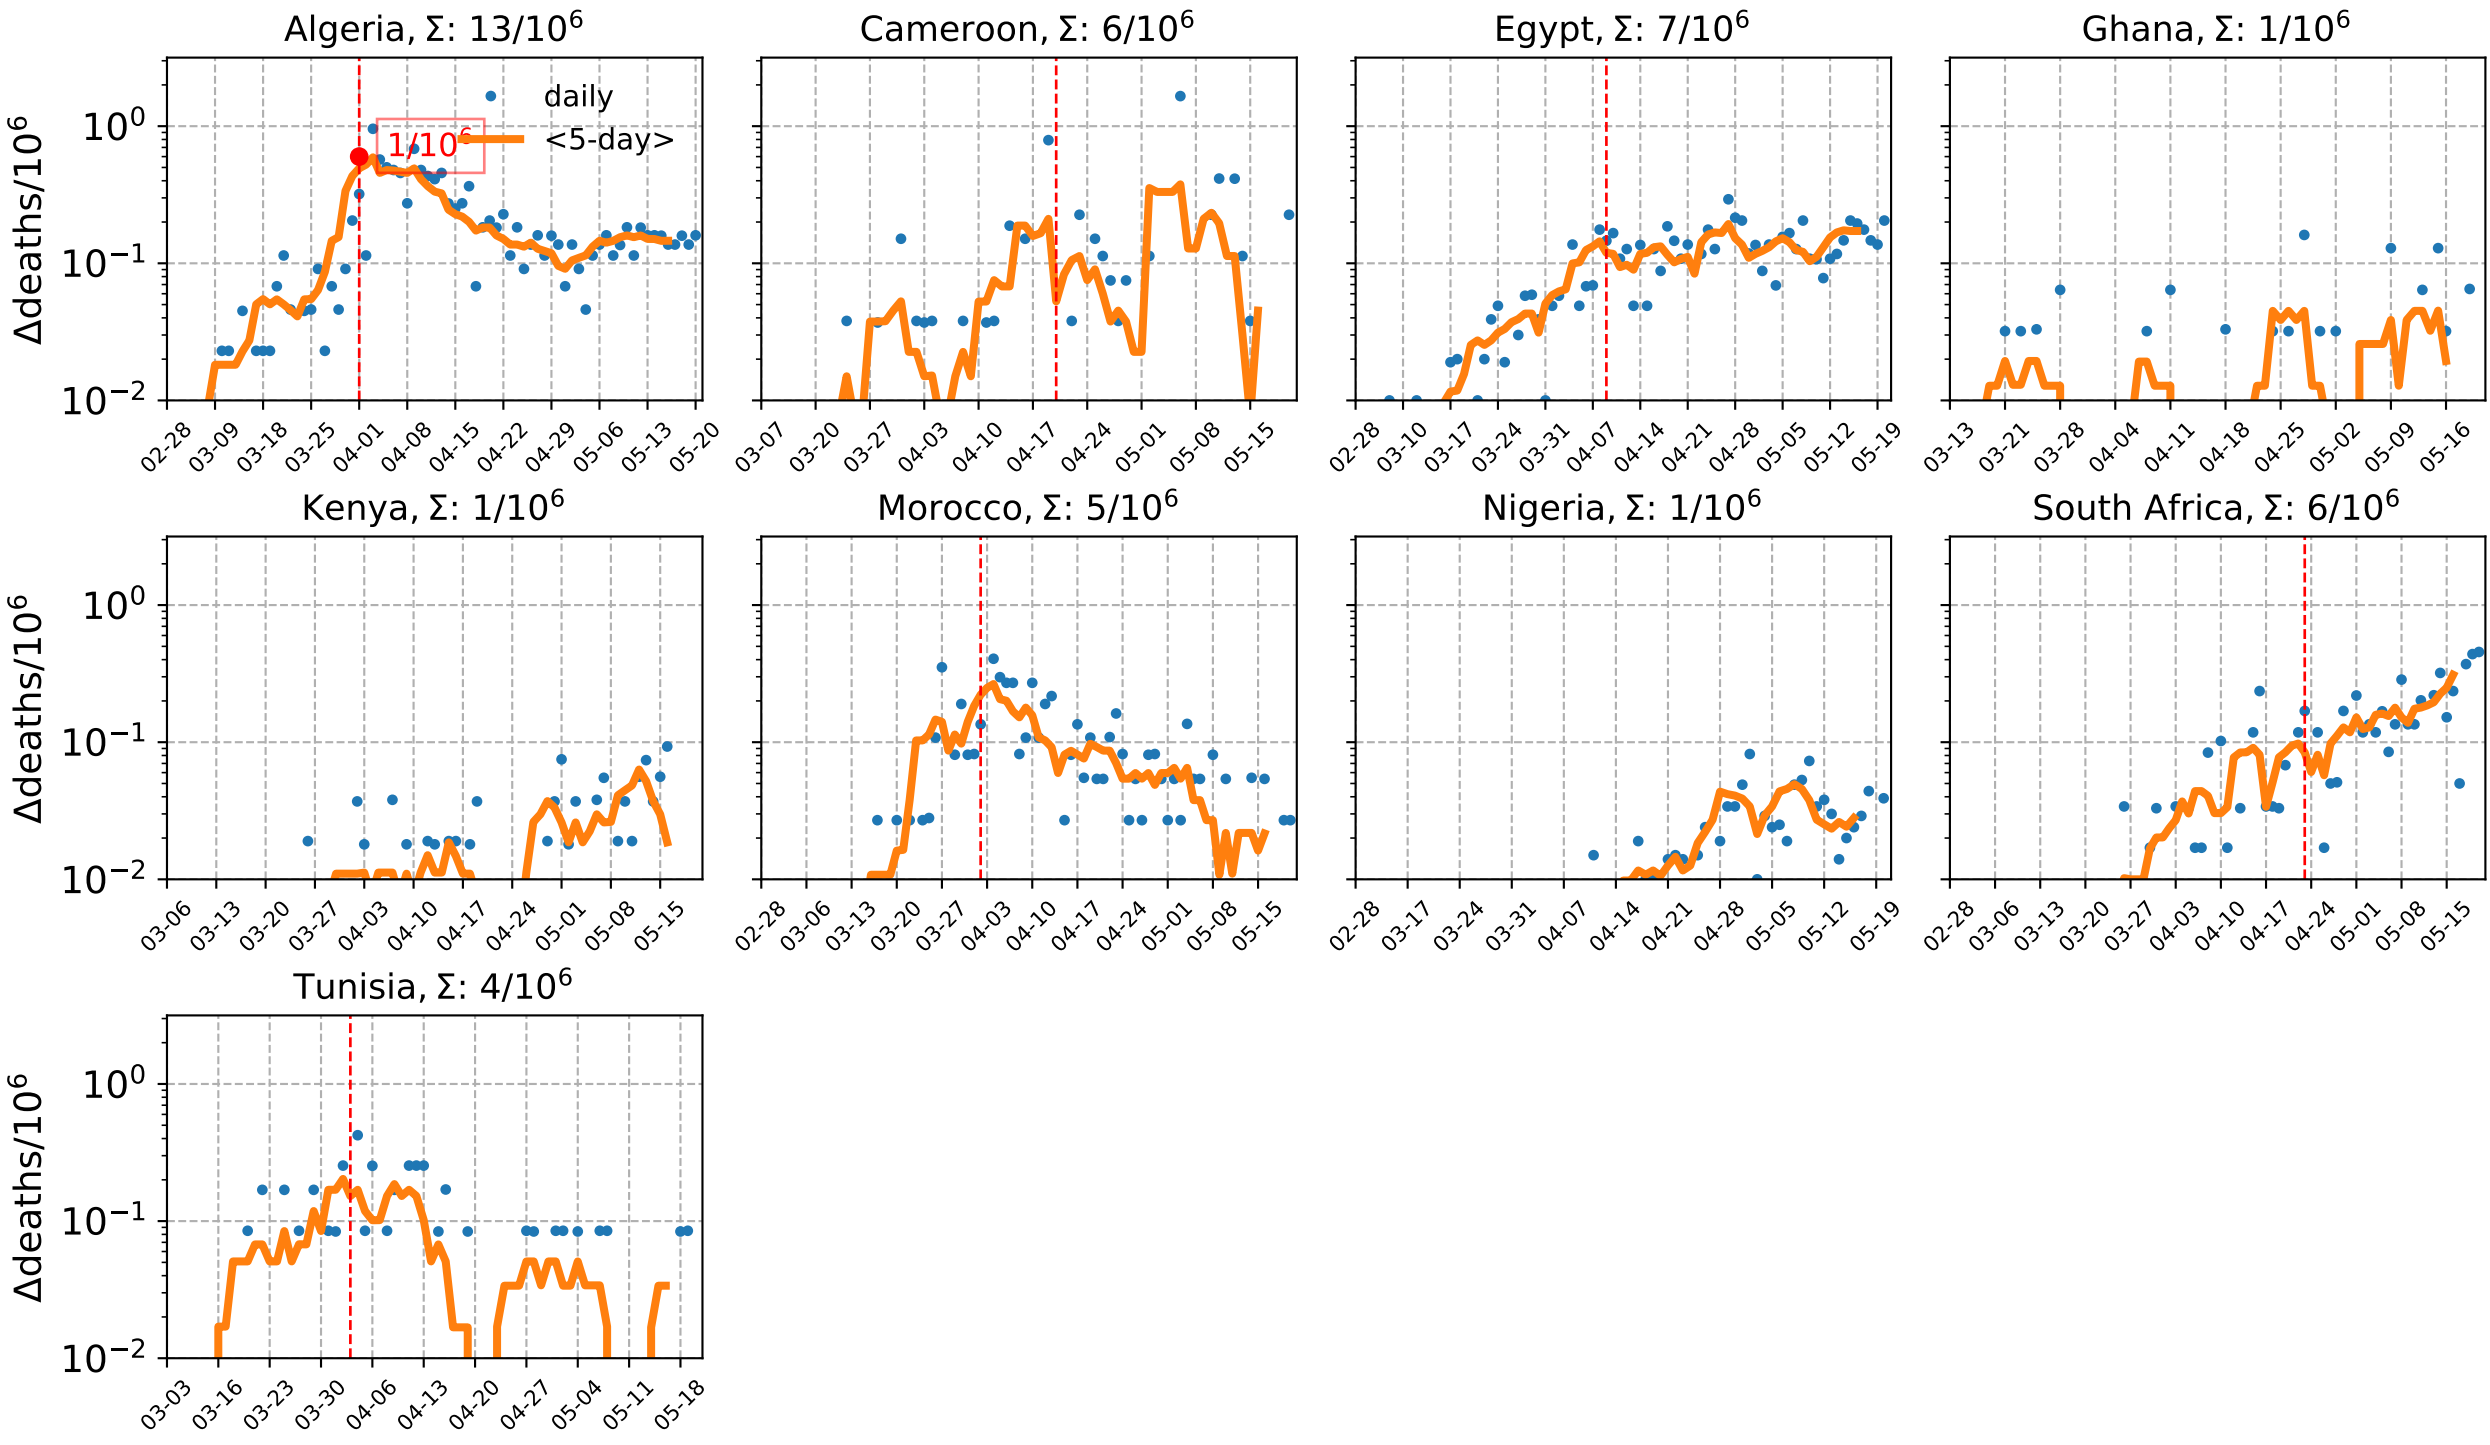 Algeria, Σ: 13/10⁶
Cameroon, Σ: 6/10⁶
Egypt, Σ: 7/10⁶
Ghana, Σ: 1/10⁶
Δdeaths/10⁶
10⁰
10⁻¹
10⁻²
daily
<5-day>
1/10⁶
02-28 03-09 03-18 03-25 04-01 04-08 04-15 04-22 04-29 05-06 05-13 05-20
03-07 03-20 03-27 04-03 04-10 04-17 04-24 05-01 05-08 05-15
02-28 03-10 03-17 03-24 03-31 04-07 04-14 04-21 04-28 05-05 05-12 05-19
03-13 03-21 03-28 04-04 04-11 04-18 04-25 05-02 05-09 05-16
Kenya, Σ: 1/10⁶
Morocco, Σ: 5/10⁶
Nigeria, Σ: 1/10⁶
South Africa, Σ: 6/10⁶
Δdeaths/10⁶
10⁰
10⁻¹
10⁻²
03-06 03-13 03-20 03-27 04-03 04-10 04-17 04-24 05-01 05-08 05-15
02-28 03-06 03-13 03-20 03-27 04-03 04-10 04-17 04-24 05-01 05-08 05-15
02-28 03-17 03-24 03-31 04-07 04-14 04-21 04-28 05-05 05-12 05-19
02-28 03-06 03-13 03-20 03-27 04-03 04-10 04-17 04-24 05-01 05-08 05-15
Tunisia, Σ: 4/10⁶
Δdeaths/10⁶
10⁰
10⁻¹
10⁻²
03-03 03-16 03-23 03-30 04-06 04-13 04-20 04-27 05-04 05-11 05-18